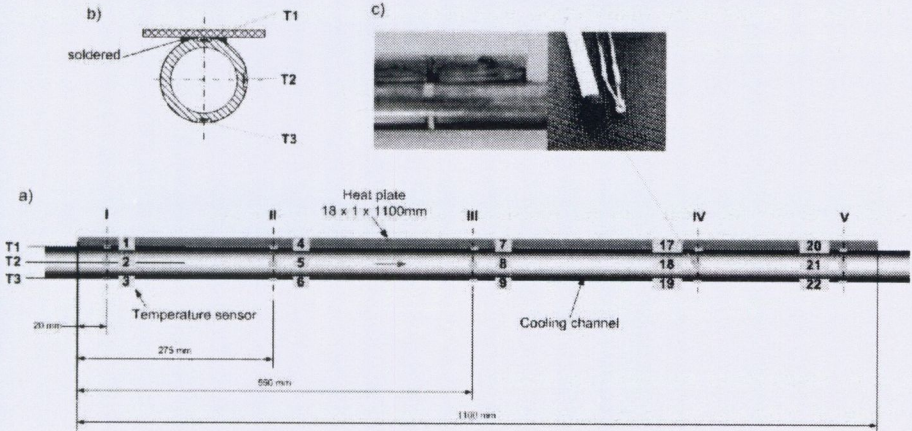 b)
T1
soldered
T2
T3
c)
a)
Heat plate
18 x 1 x 1100mm
I
II
III
IV
V
T1
1
4
7
17
20
T2
2
5
8
18
21
T3
3
6
9
19
22
Temperature sensor
Cooling channel
20 mm
275 mm
550 mm
1100 mm